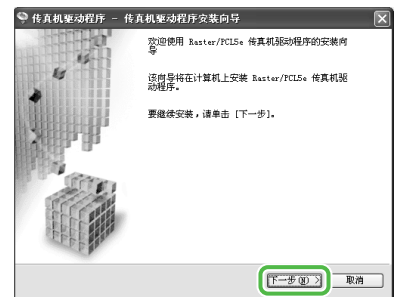 传真机驱动程序 - 传真机驱动程序安装向导
欢迎使用 Raster/PCL5e 传真机驱动程序的安装向
导
该向导将在计算机上安装 Raster/PCL5e 传真机驱
动程序。
要继续安装，请单击 [下一步]。
下一步(N) >
取消